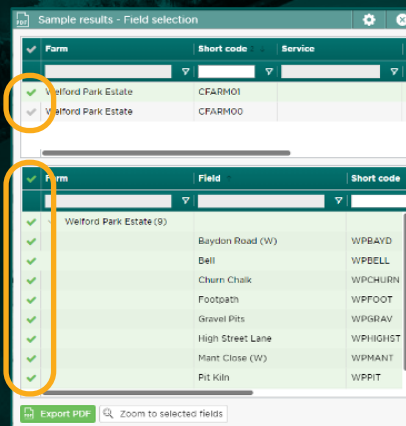 PDF Sample results - Field selection
Farm Short code Service
Welford Park Estate CFARM01
Welford Park Estate CFARM00
Farm Field Short code
Welford Park Estate (9)
Baydon Road (W) WPBAYD
Bell WPBELL
Churn Chalk WPCHURN
Footpath WPFOOT
Gravel Pits WPGRAV
High Street Lane WPHIGHST
Mant Close (W) WPMANT
Pit Kiln WPPIT
Export PDF Zoom to selected fields